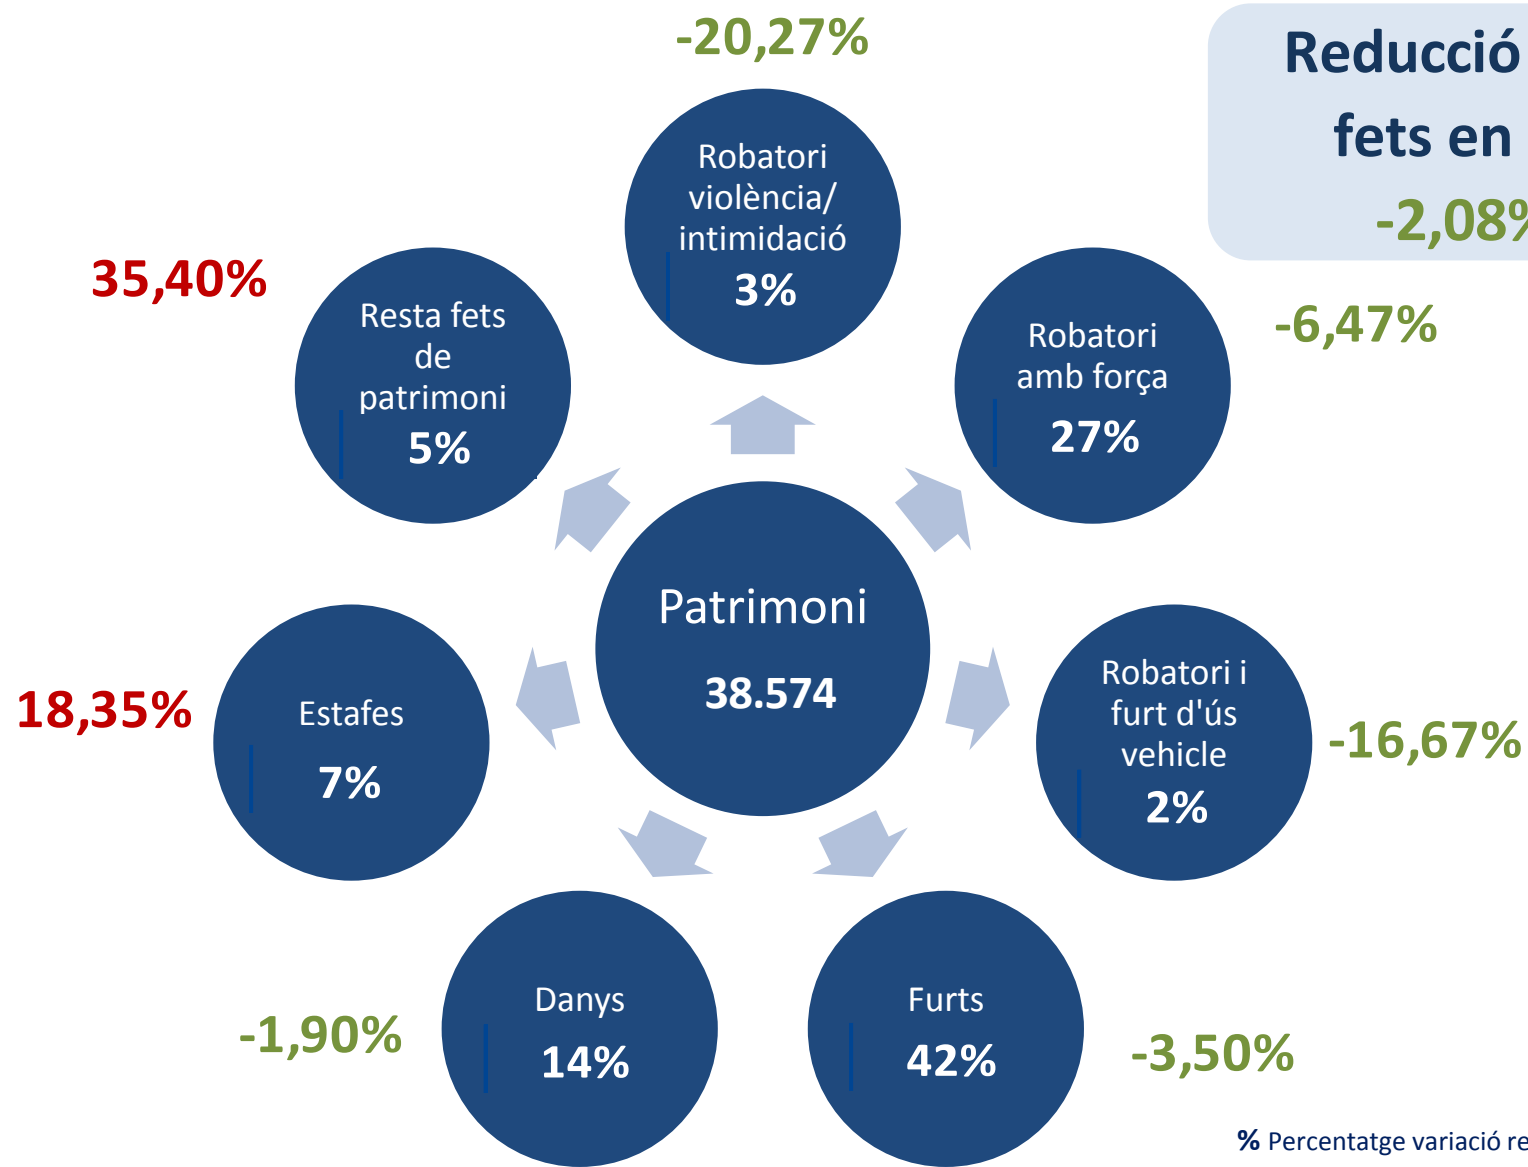 -20,27%
Reducció
fets en
-2,08%
Robatori
violència/
intimidació
3%
35,40%
Resta fets
de
patrimoni
5%
Robatori
amb força
27%
-6,47%
Patrimoni
38.574
18,35%
Estafes
7%
Robatori i
furt d'ús
vehicle
2%
-16,67%
-1,90%
Danys
14%
Furts
42%
-3,50%
% Percentatge variació